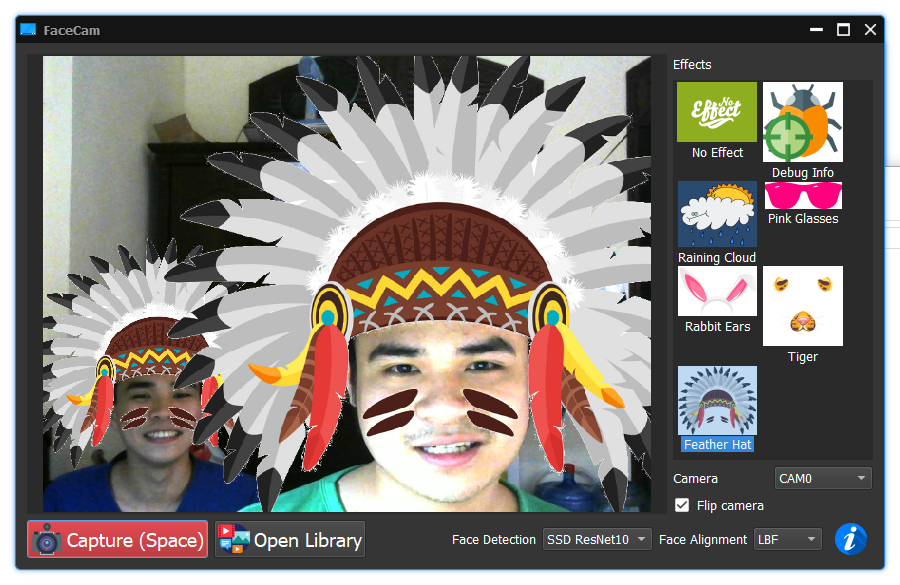 FaceCam
Effects
No
Effect
No Effect
Debug Info
Raining Cloud
Pink Glasses
Rabbit Ears
Tiger
Feather Hat
Camera
CAM0
Flip camera
Capture (Space)
Open Library
Face Detection
SSD ResNet10
Face Alignment
LBF
i